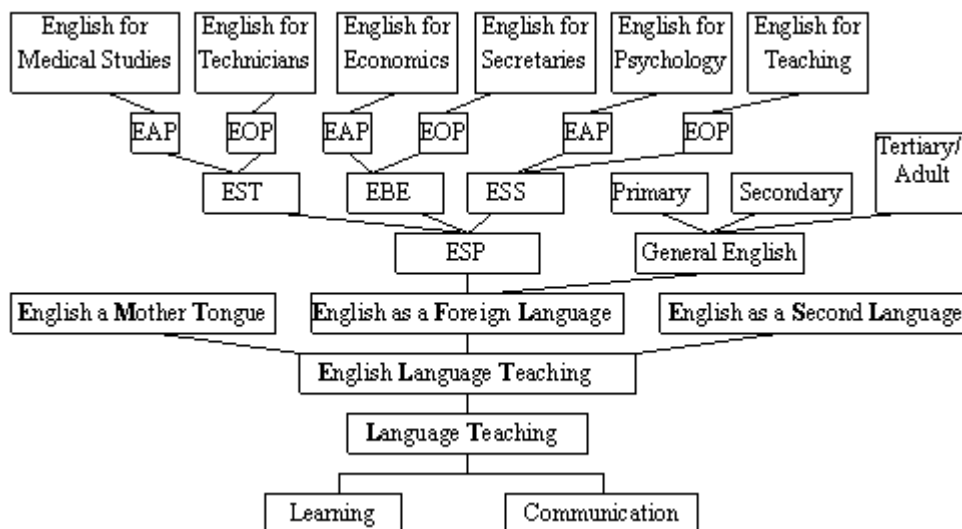 English for
Medical Studies
English for
Technicians
English for
Economics
English for
Secretaries
English for
Psychology
English for
Teaching
EAP
EOP
EAP
EOP
EAP
EOP
Tertiary/
Adult
EST
EBE
ESS
Primary
Secondary
ESP
General English
English a Mother Tongue
English as a Foreign Language
English as a Second Language
English Language Teaching
Language Teaching
Learning
Communication